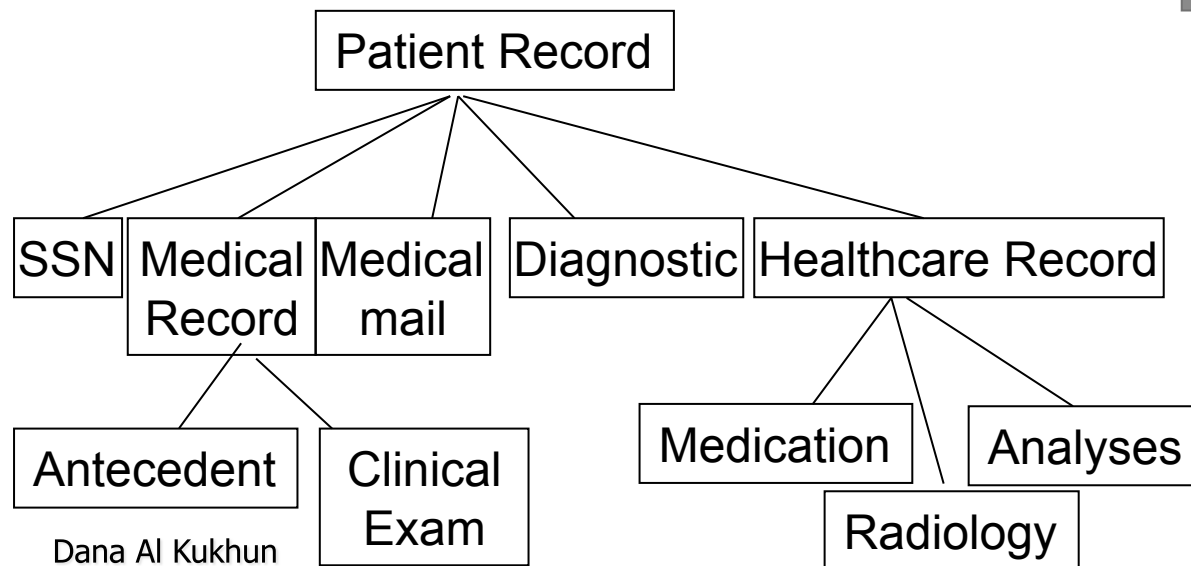 Patient Record
SSN
Medical
Record
Medical
mail
Diagnostic
Healthcare Record
Antecedent
Clinical
Exam
Medication
Radiology
Analyses
Dana Al Kukhun